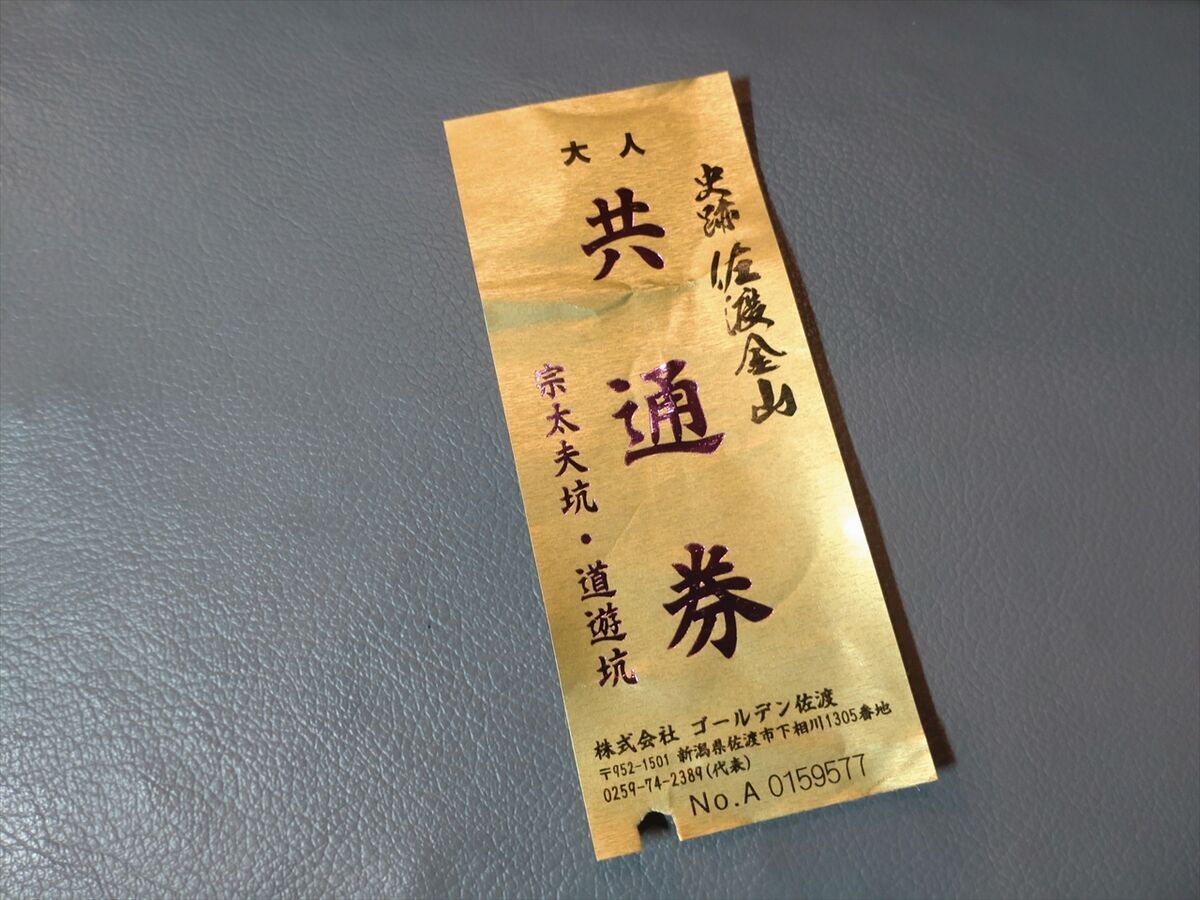 大人
史跡 佐渡金山
共通券
宗太夫坑・道遊坑
株式会社 ゴールデン佐渡
〒952-1501 新潟県佐渡市下相川1305番地
0259-74-2389(代表)
No.A 0159577